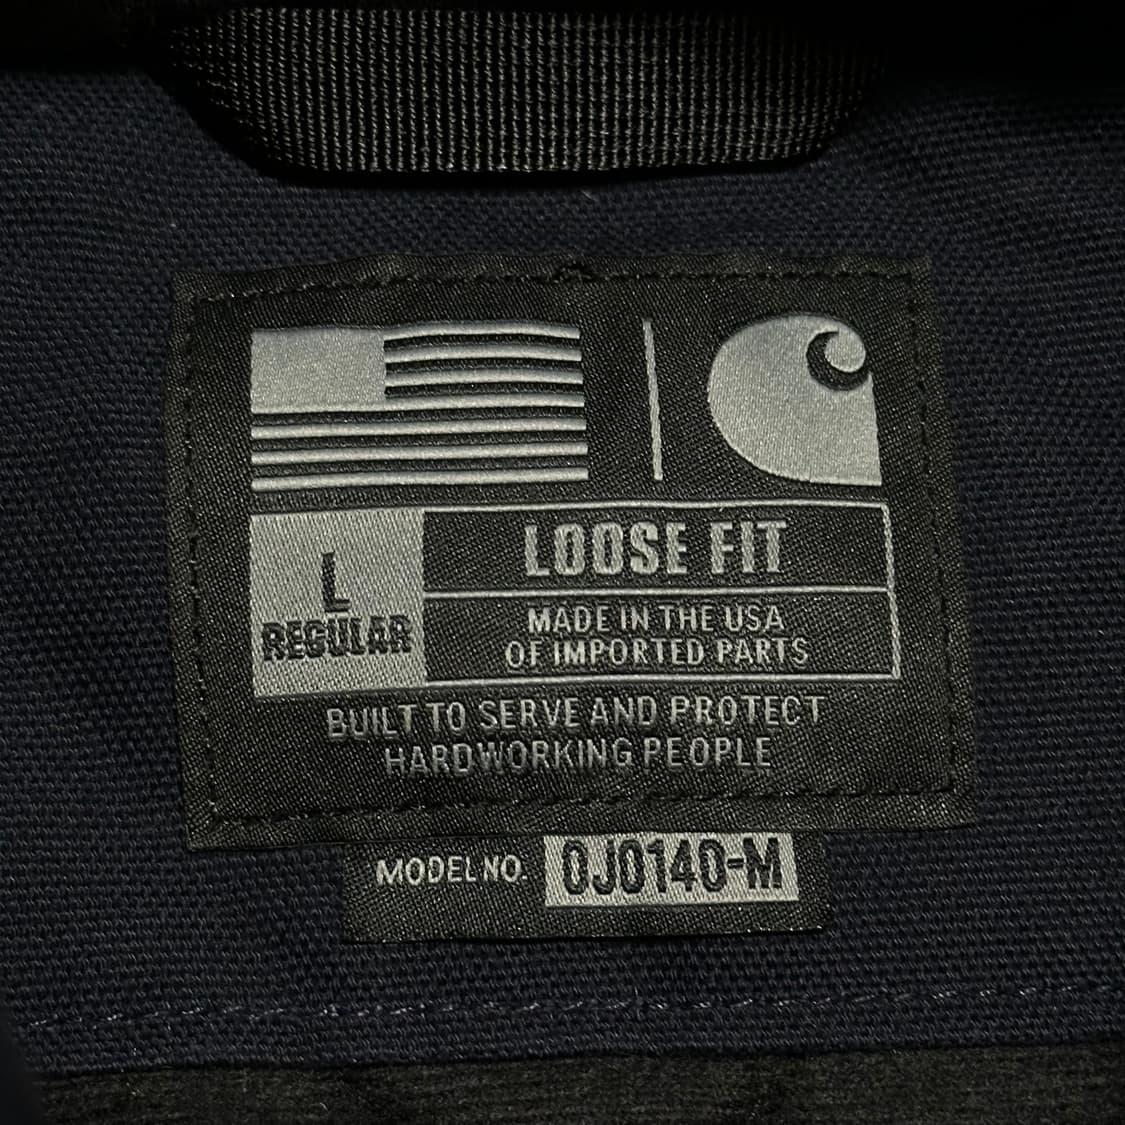 L
REGULAR
LOOSE FIT
MADE IN THE USA
OF IMPORTED PARTS
BUILT TO SERVE AND PROTECT
HARDWORKING PEOPLE
MODEL NO. 0J0140-M